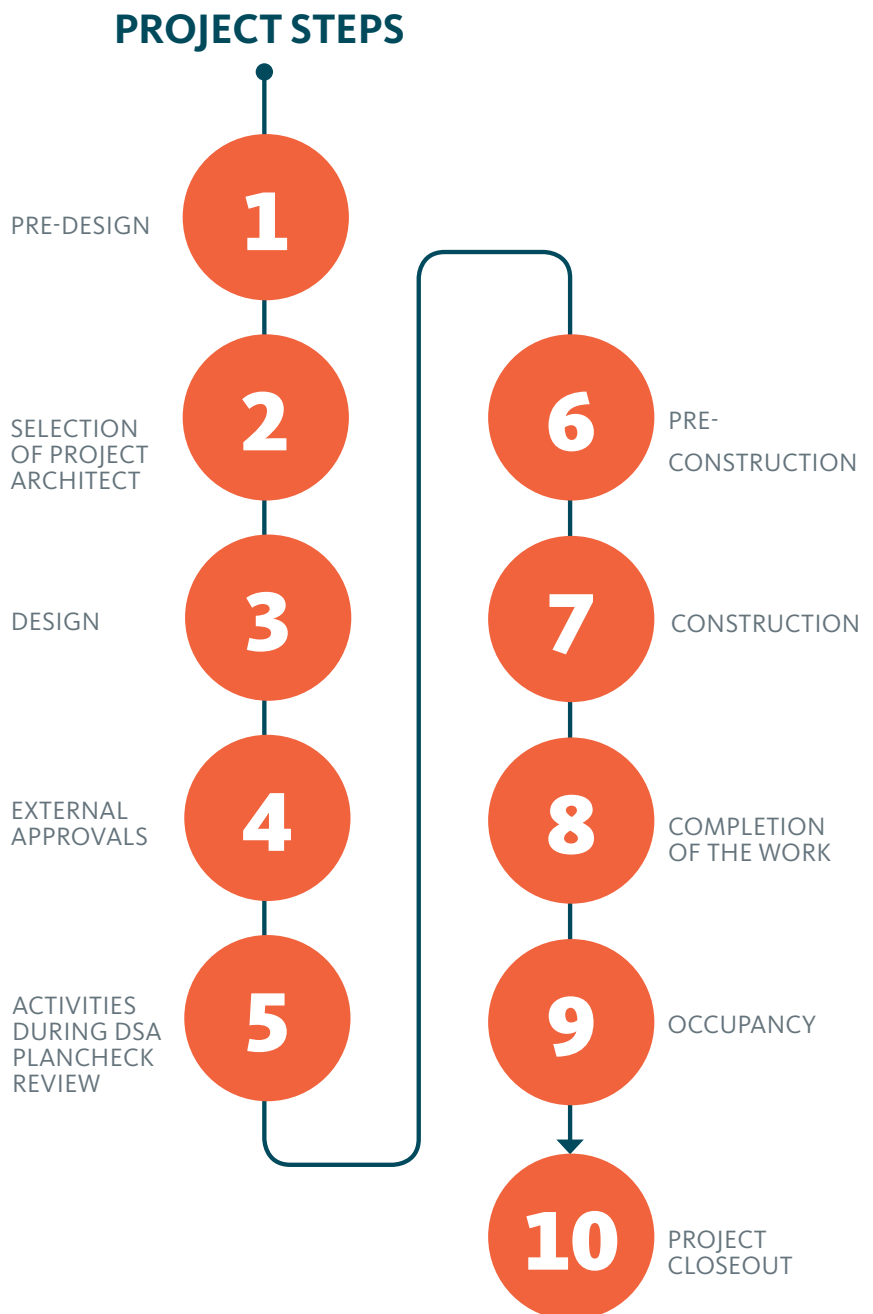 PROJECT STEPS
1
PRE-DESIGN
2
SELECTION
OF PROJECT
ARCHITECT
3
DESIGN
4
EXTERNAL
APPROVALS
5
ACTIVITIES
DURING DSA
PLANCHECK
REVIEW
6
PRE-
CONSTRUCTION
7
CONSTRUCTION
8
COMPLETION
OF THE WORK
9
OCCUPANCY
10
PROJECT
CLOSEOUT